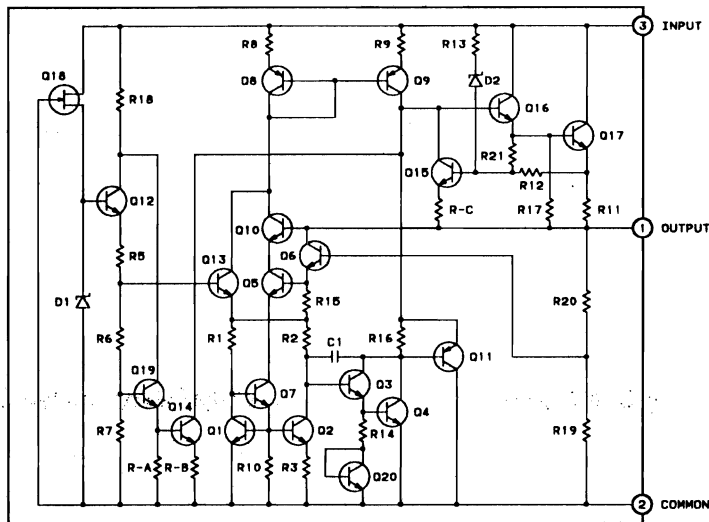 3 INPUT
R8 R9 R13
Q18 Q8 Q9 D2
R18 Q16
Q17
R21
Q15 R12
Q12 R-C R17 R11
Q10 1 OUTPUT
R5 Q13 Q6
Q5
D1 R15 R20
R6 R1 R2 C1 R16
Q11
Q19 Q3
Q14 Q7 Q4
R7 Q1 Q2 R14 R19
R-A R-B R10 R3 Q20
2 COMMON